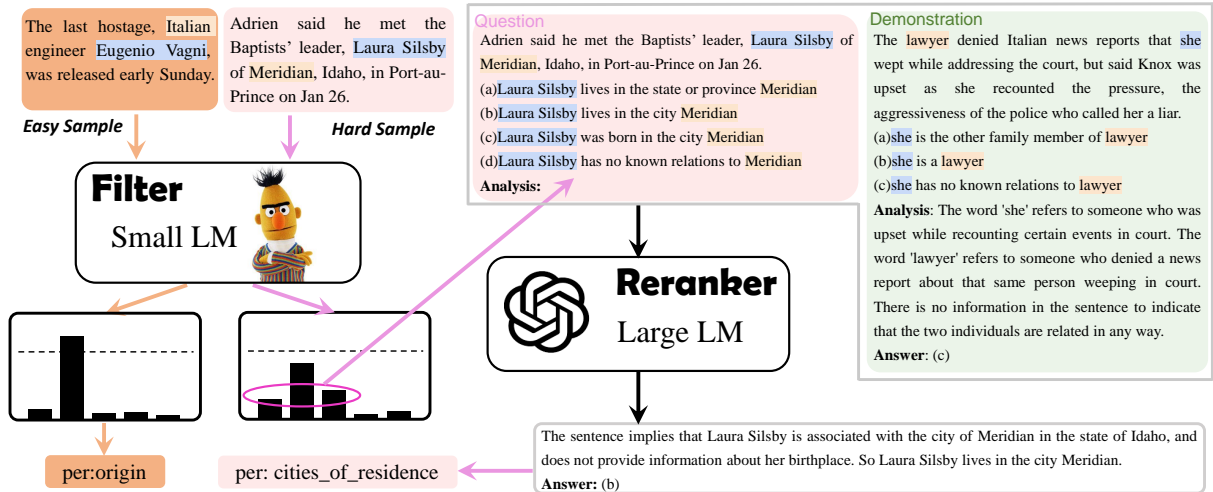 The last hostage, Italian
engineer Eugenio Vagni,
was released early Sunday.
Adrien said he met the
Baptists' leader, Laura Silsby
of Meridian, Idaho, in Port-au-
Prince on Jan 26.
Easy Sample
Hard Sample
Filter
Small LM
per:origin
per: cities_of_residence
Question
Adrien said he met the Baptists' leader, Laura Silsby of
Meridian, Idaho, in Port-au-Prince on Jan 26.
(a)Laura Silsby lives in the state or province Meridian
(b)Laura Silsby lives in the city Meridian
(c)Laura Silsby was born in the city Meridian
(d)Laura Silsby has no known relations to Meridian
Analysis:
Demonstration
The lawyer denied Italian news reports that she
wept while addressing the court, but said Knox was
upset as she recounted the pressure, the
aggressiveness of the police who called her a liar.
(a)she is the other family member of lawyer
(b)she is a lawyer
(c)she has no known relations to lawyer
Analysis: The word 'she' refers to someone who was
upset while recounting certain events in court. The
word 'lawyer' refers to someone who denied a news
report about that same person weeping in court.
There is no information in the sentence to indicate
that the two individuals are related in any way.
Answer: (c)
Reranker
Large LM
The sentence implies that Laura Silsby is associated with the city of Meridian in the state of Idaho, and
does not provide information about her birthplace. So Laura Silsby lives in the city Meridian.
Answer: (b)